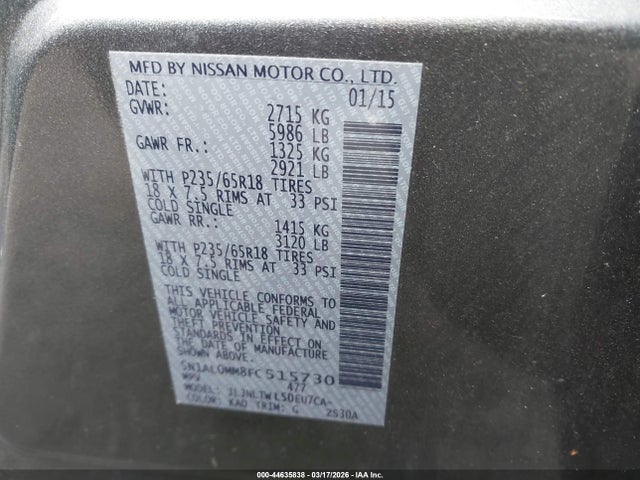 MFD BY NISSAN MOTOR CO., LTD.
DATE: 01/15
GVWR: 2715 KG
5986 LB
GAWR FR.: 1325 KG
2921 LB
WITH P235/65R18 TIRES
18 X 7.5 RIMS AT 33 PSI
COLD SINGLE
GAWR RR.: 1415 KG
3120 LB
WITH P235/65R18 TIRES
18 X 7.5 RIMS AT 33 PSI
COLD SINGLE
THIS VEHICLE CONFORMS TO
ALL APPLICABLE FEDERAL
MOTOR VEHICLE SAFETY AND
THEFT PREVENTION
STANDARDS IN EFFECT ON
THE DATE OF MANUFACTURE
SHOWN ABOVE.
5N1AL0MM8FC515730
MPV 477
JLJNLTWL50EU7CA-
COLOR: KAD TRIM: G 2S30A
000-44635838 - 03/17/2026 - IAA Inc.